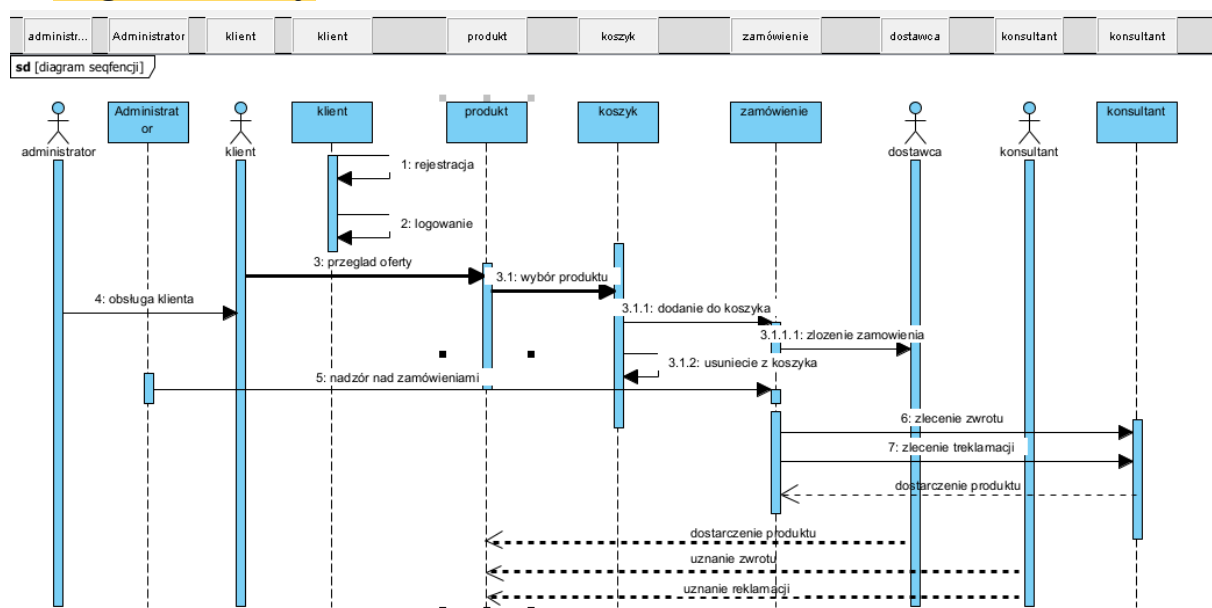 administr...
Administrator
klient
klient
produkt
koszyk
zamówienie
dostawca
konsultant
konsultant
sd [diagram seqfencji]
Administrat
or
klient
produkt
koszyk
zamówienie
konsultant
administrator
klient
dostawca
konsultant
1: rejestracja
2: logowanie
3: przeglad oferty
3.1: wybór produktu
4: obsługa klienta
3.1.1: dodanie do koszyka
3.1.1.1: zlozenie zamowienia
3.1.2: usuniecie z koszyka
5: nadzór nad zamówieniami
6: zlecenie zwrotu
7: zlecenie treklamacji
dostarczenie produktu
dostarczenie produktu
uznanie zwrotu
uznanie reklamacji